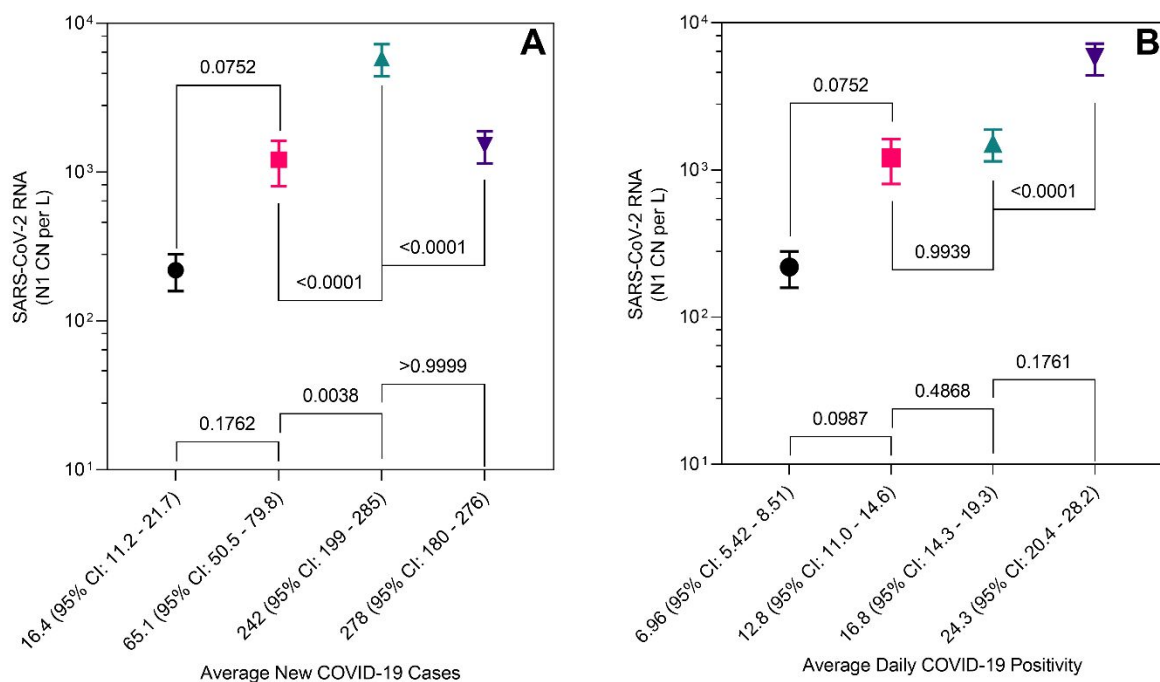 A
SARS-CoV-2 RNA
(N1 CN per L)
10⁴
10³
10²
10¹
0.0752
<0.0001
<0.0001
>0.9999
0.0038
0.1762
16.4 (95% CI: 11.2 - 21.7)
65.1 (95% CI: 50.5 - 79.8)
242 (95% CI: 199 - 285)
278 (95% CI: 180 - 276)
Average New COVID-19 Cases
B
SARS-CoV-2 RNA
(N1 CN per L)
10⁴
10³
10²
10¹
0.0752
<0.0001
0.9939
0.1761
0.4868
0.0987
6.96 (95% CI: 5.42 - 8.51)
12.8 (95% CI: 11.0 - 14.6)
16.8 (95% CI: 14.3 - 19.3)
24.3 (95% CI: 20.4 - 28.2)
Average Daily COVID-19 Positivity